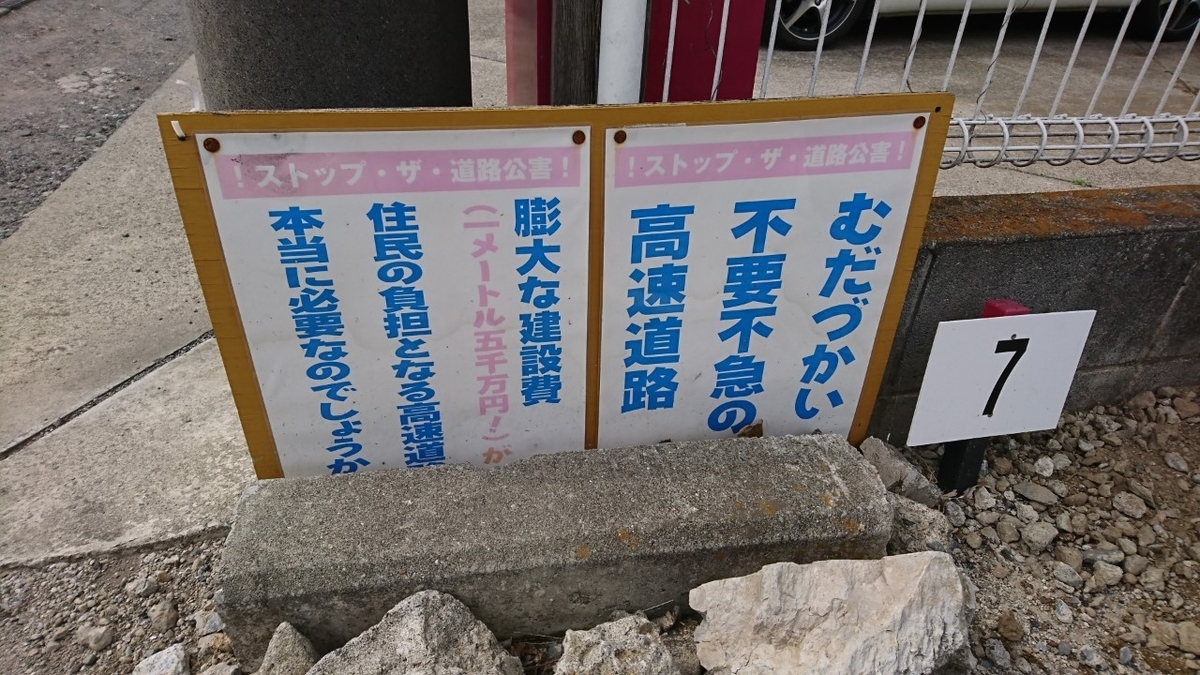 ！ストップ・ザ・道路公害！
むだづかい
不要不急の
高速道路
！ストップ・ザ・道路公害！
膨大な建設費
（一メートル五千万円！）が
住民の負担となる高速道
本当に必要なのでしょうか
7